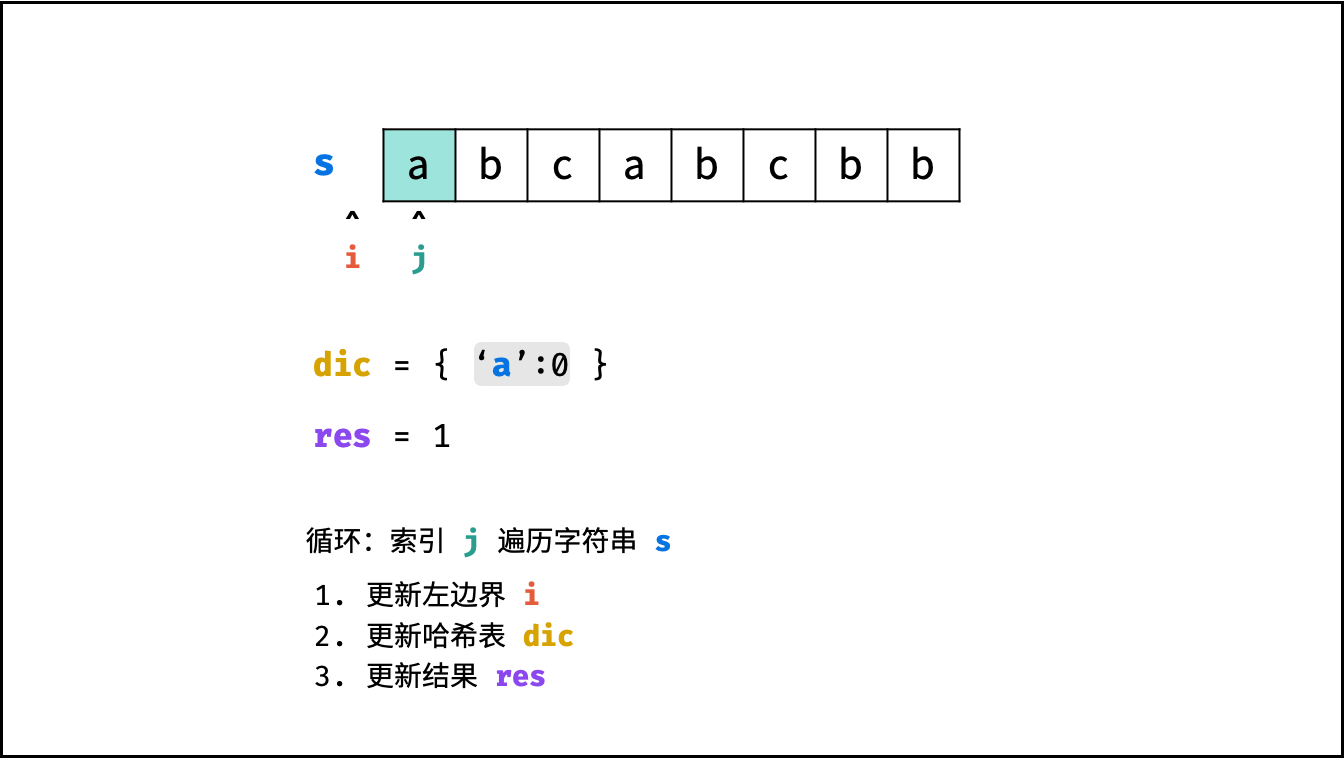 s a b c a b c b b
^ ^
i j
dic = { ‘a’:0 }
res = 1
循环：索引 j 遍历字符串 s
1. 更新左边界 i
2. 更新哈希表 dic
3. 更新结果 res